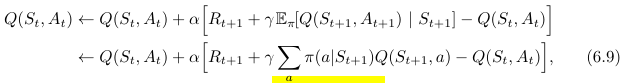 Q(S_t, A_t) ← Q(S_t, A_t) + α[R_{t+1} + γ𝔼_π[Q(S_{t+1}, A_{t+1}) | S_{t+1}] − Q(S_t, A_t)]
← Q(S_t, A_t) + α[R_{t+1} + γ∑_a π(a|S_{t+1})Q(S_{t+1}, a) − Q(S_t, A_t)], (6.9)